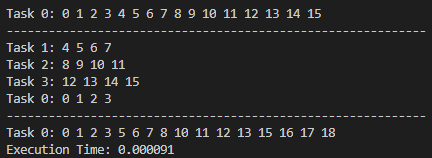 Task 0: 0 1 2 3 4 5 6 7 8 9 10 11 12 13 14 15
------------------------------------------------------------
Task 1: 4 5 6 7
Task 2: 8 9 10 11
Task 3: 12 13 14 15
Task 0: 0 1 2 3
------------------------------------------------------------
Task 0: 0 1 2 3 5 6 7 8 10 11 12 13 15 16 17 18
Execution Time: 0.000091